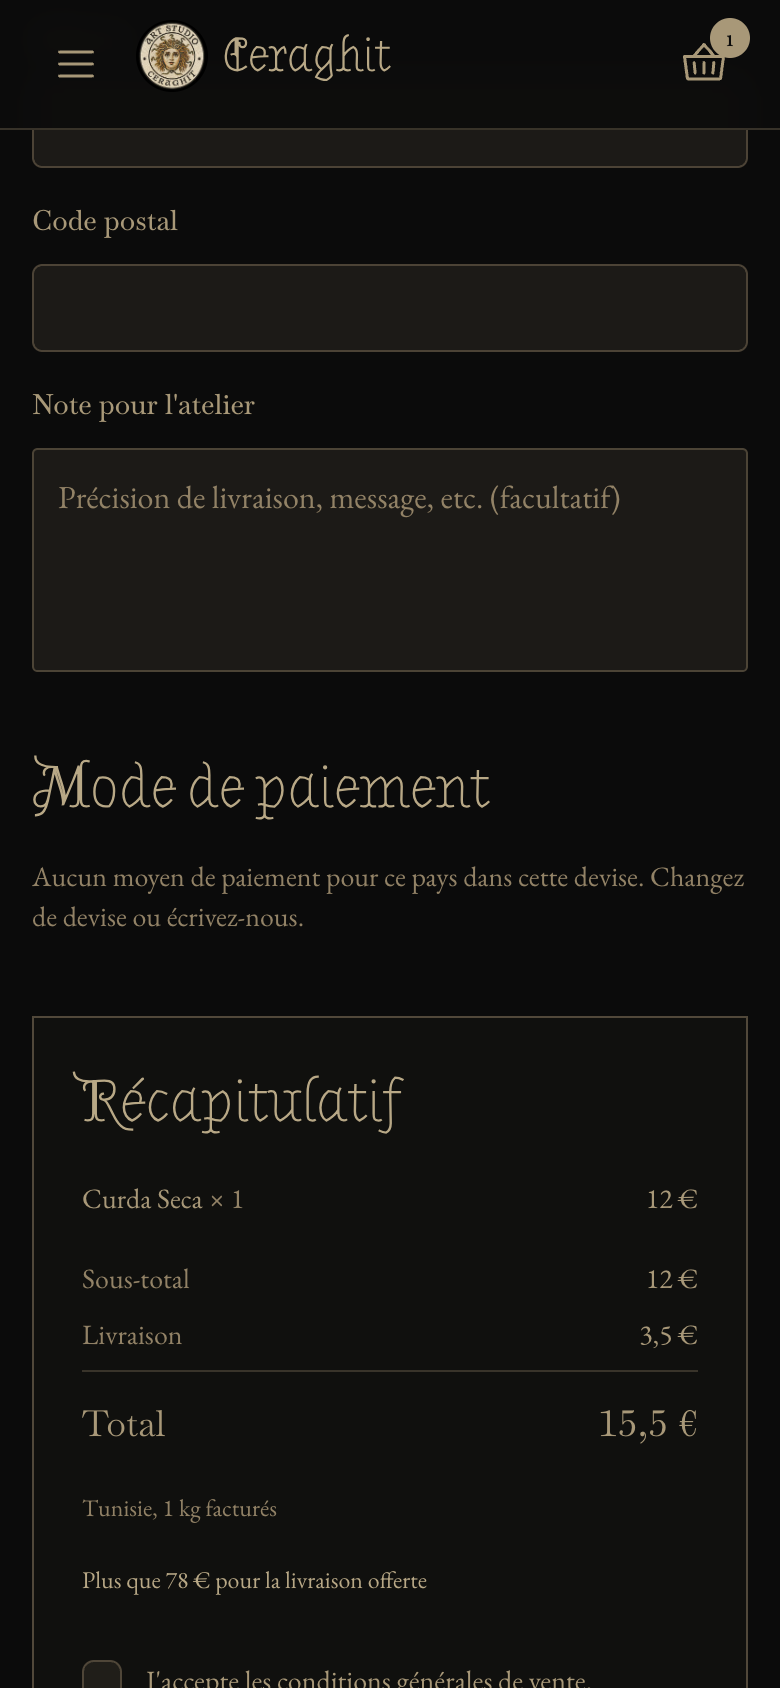 ART STUDIO
CERAGHIT
Ceraghit
1
Code postal
Note pour l'atelier
Précision de livraison, message, etc. (facultatif)
Mode de paiement
Aucun moyen de paiement pour ce pays dans cette devise. Changez
de devise ou écrivez-nous.
Récapitulatif
Curda Seca × 1 12 €
Sous-total 12 €
Livraison 3,5 €
Total 15,5 €
Tunisie, 1 kg facturés
Plus que 78 € pour la livraison offerte
J'accepte les conditions générales de vente.